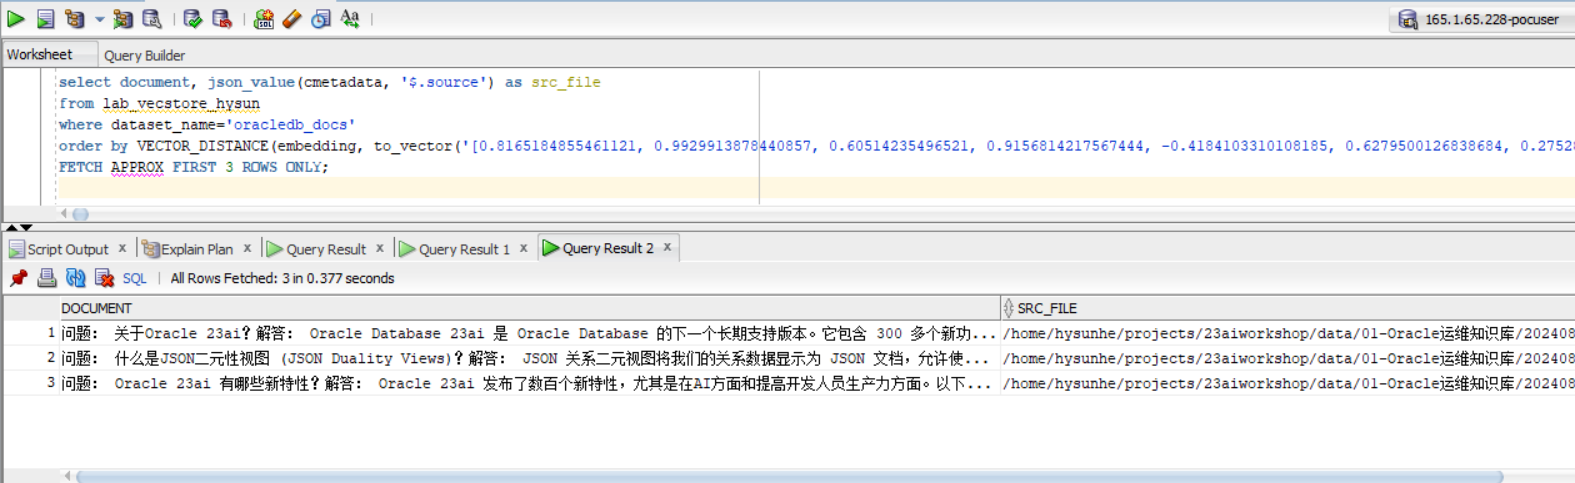 165.1.65.228-pocuser
Worksheet Query Builder
select document, json_value(cmetadata, '$.source') as src_file
from lab_vecstore_hysun
where dataset_name='oracledb_docs'
order by VECTOR_DISTANCE(embedding, to_vector('[0.8165184855461121, 0.9929913878440857, 0.60514235496521, 0.9156814217567444, -0.4184103310108185, 0.6279500126838684, 0.2752
FETCH APPROX FIRST 3 ROWS ONLY;
Script Output x Explain Plan x Query Result x Query Result 1 x Query Result 2 x
SQL All Rows Fetched: 3 in 0.377 seconds
DOCUMENT SRC_FILE
1 问题： 关于Oracle 23ai？解答： Oracle Database 23ai 是 Oracle Database 的下一个长期支持版本。它包含 300 多个新功... /home/hysunhe/projects/23aiworkshop/data/01-Oracle运维知识库/202408
2 问题： 什么是JSON二元性视图 (JSON Duality Views)？解答： JSON 关系二元视图将我们的关系数据显示为 JSON 文档，允许使... /home/hysunhe/projects/23aiworkshop/data/01-Oracle运维知识库/202408
3 问题： Oracle 23ai 有哪些新特性？解答： Oracle 23ai 发布了数百个新特性，尤其是在AI方面和提高开发人员生产力方面。以下... /home/hysunhe/projects/23aiworkshop/data/01-Oracle运维知识库/202408